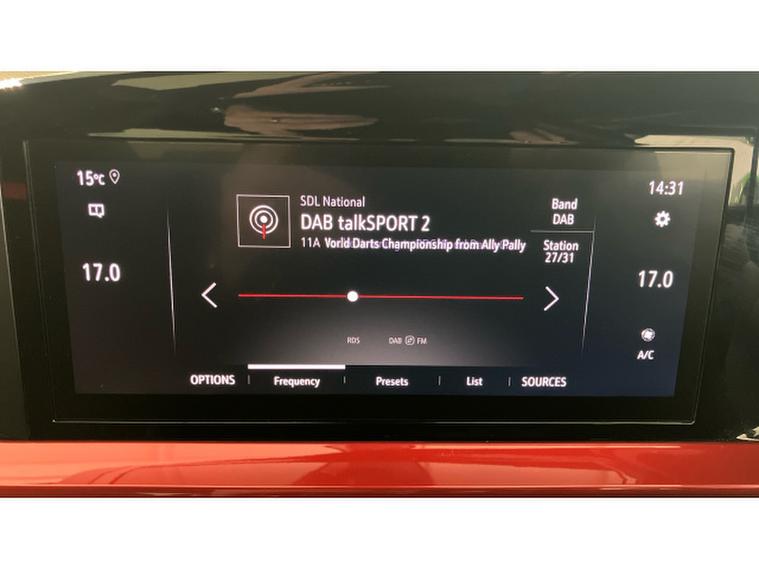 15°C
14:31
SDL National
DAB talkSPORT 2
11A Vorld Darts Championship from Ally Pally
Band
DAB
Station
27/31
17.0
17.0
RDS
DAB FM
A/C
OPTIONS
Frequency
Presets
List
SOURCES